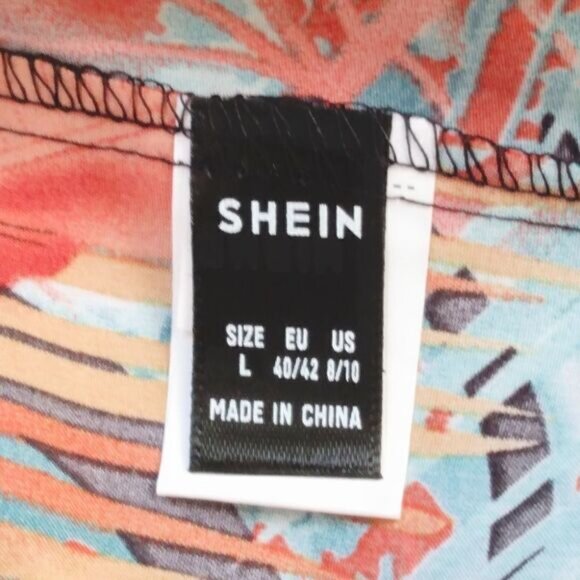 SHEIN
SIZE EU US
L 40/42 8/10
MADE IN CHINA